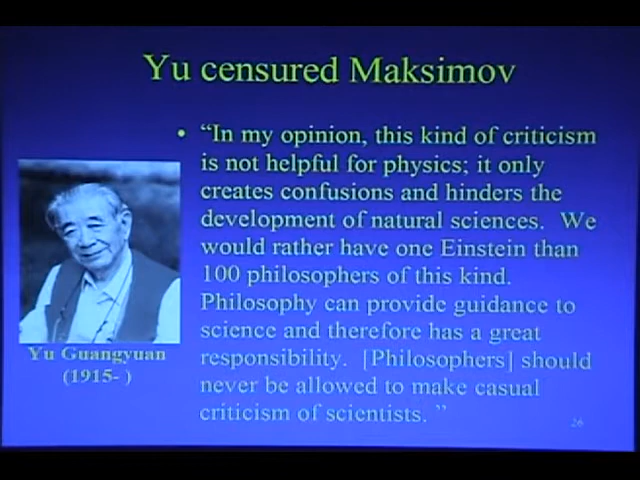 Yu censured Maksimov
• “In my opinion, this kind of criticism
is not helpful for physics; it only
creates confusions and hinders the
development of natural sciences. We
would rather have one Einstein than
100 philosophers of this kind.
Philosophy can provide guidance to
science and therefore has a great
responsibility. [Philosophers] should
never be allowed to make casual
criticism of scientists. ”
Yu Guangyuan
(1915- )
26